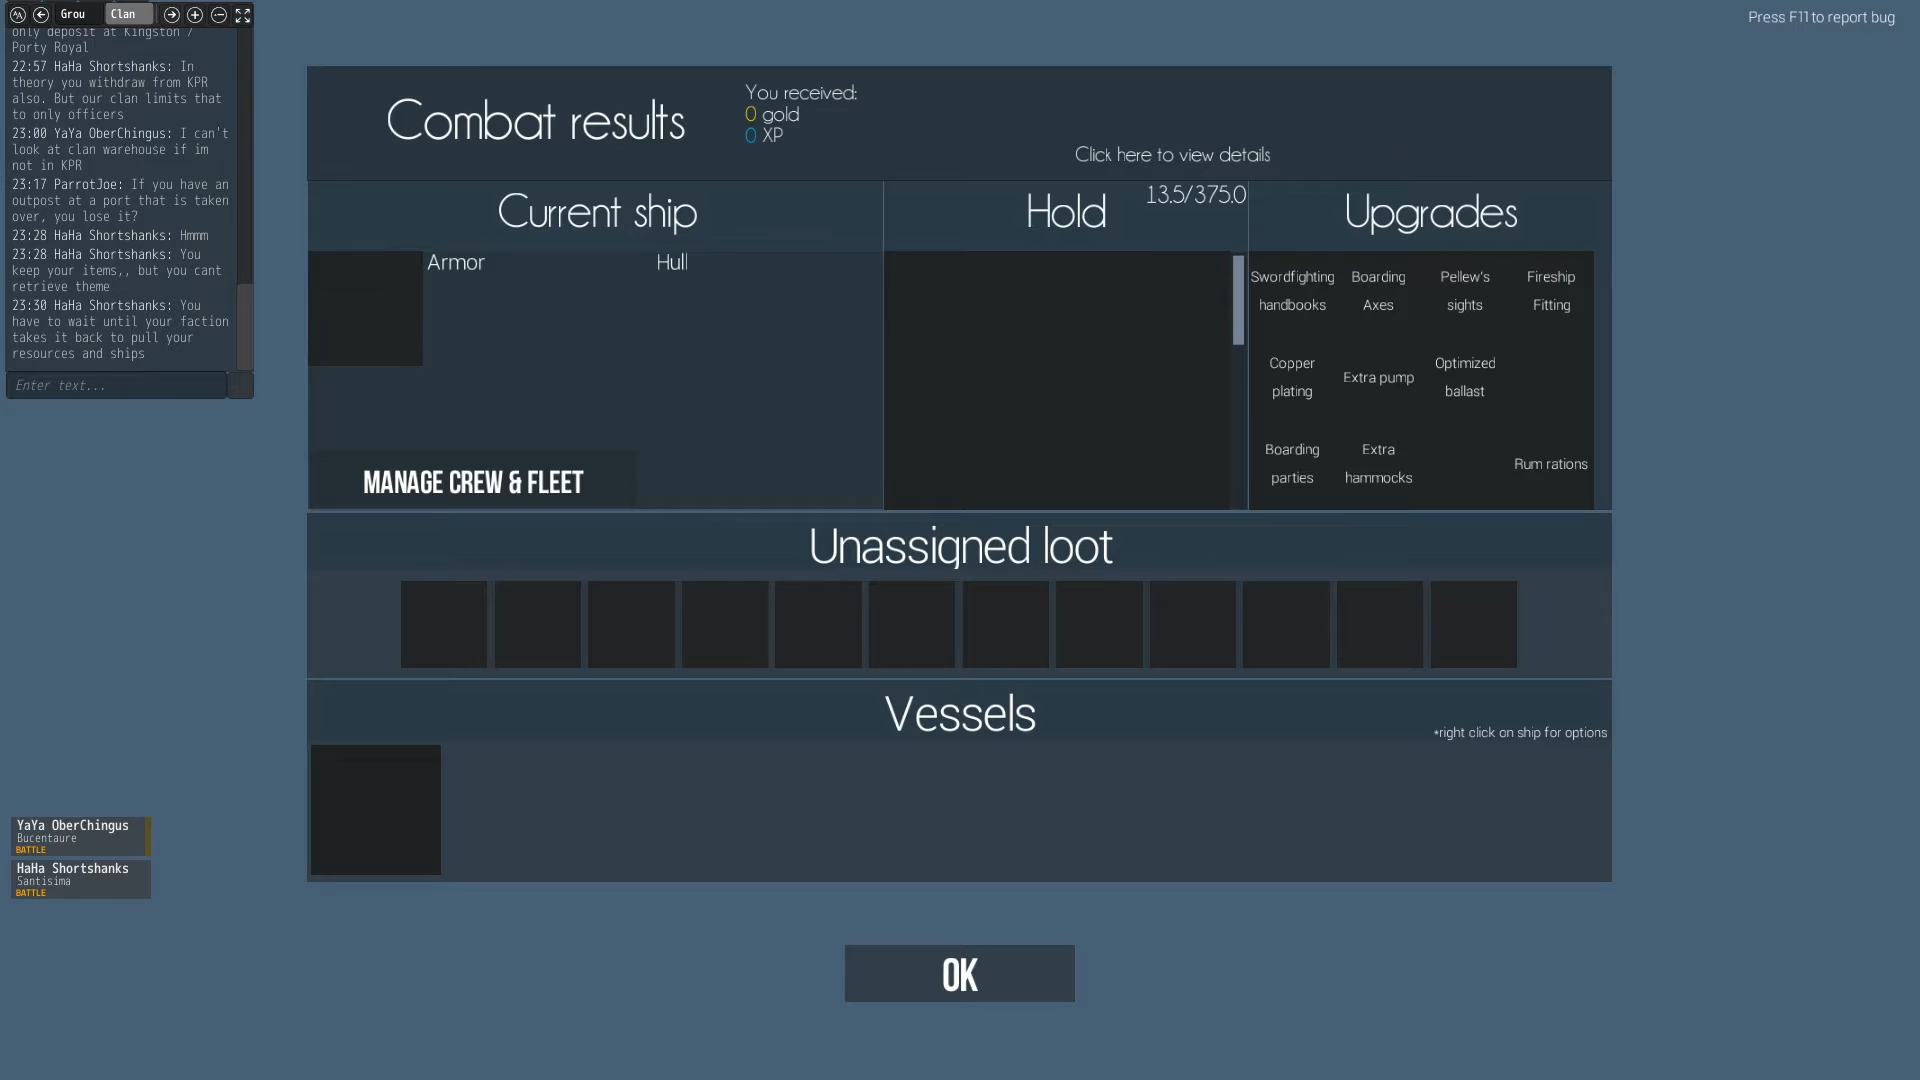 Grou
Clan
only deposit at Kingston /
Porty Royal
22:57 HaHa Shortshanks: In
theory you withdraw from KPR
also. But our clan limits that
to only officers
23:00 YaYa OberChingus: I can't
look at clan warehouse if im
not in KPR
23:17 ParrotJoe: If you have an
outpost at a port that is taken
over, you lose it?
23:28 HaHa Shortshanks: Hmmm
23:28 HaHa Shortshanks: You
keep your items,, but you cant
retrieve theme
23:30 HaHa Shortshanks: You
have to wait until your faction
takes it back to pull your
resources and ships
Enter text...
Press F11 to report bug
Combat results
You received:
0 gold
0 XP
Click here to view details
Current ship
Armor
Hull
MANAGE CREW & FLEET
Hold
13.5/375.0
Upgrades
Swordfighting
handbooks
Boarding
Axes
Pellew's
sights
Fireship
Fitting
Copper
plating
Extra pump
Optimized
ballast
Boarding
parties
Extra
hammocks
Rum rations
Unassigned loot
Vessels
*right click on ship for options
YaYa OberChingus
Bucentaure
BATTLE
HaHa Shortshanks
Santisima
BATTLE
OK